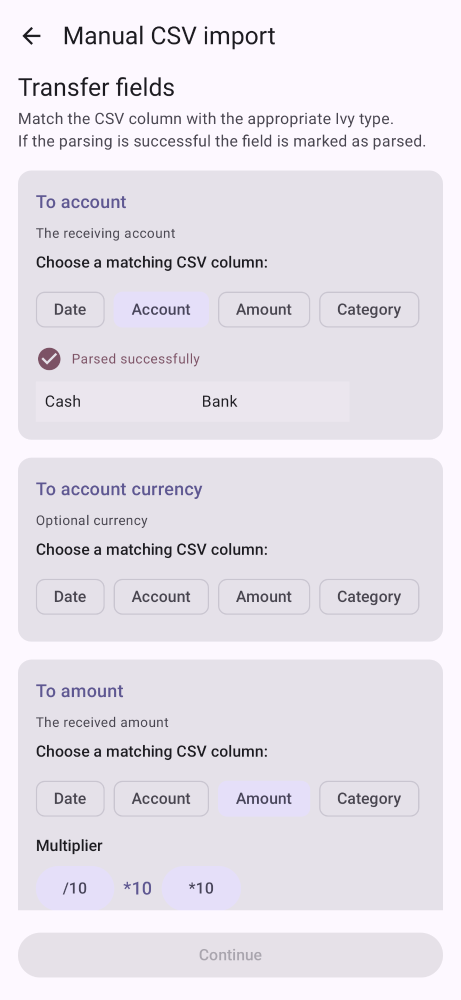 Manual CSV import
Transfer fields
Match the CSV column with the appropriate Ivy type.
If the parsing is successful the field is marked as parsed.
To account
The receiving account
Choose a matching CSV column:
Date Account Amount Category
Parsed successfully
Cash Bank
To account currency
Optional currency
Choose a matching CSV column:
Date Account Amount Category
To amount
The received amount
Choose a matching CSV column:
Date Account Amount Category
Multiplier
/10 *10 *10
Continue